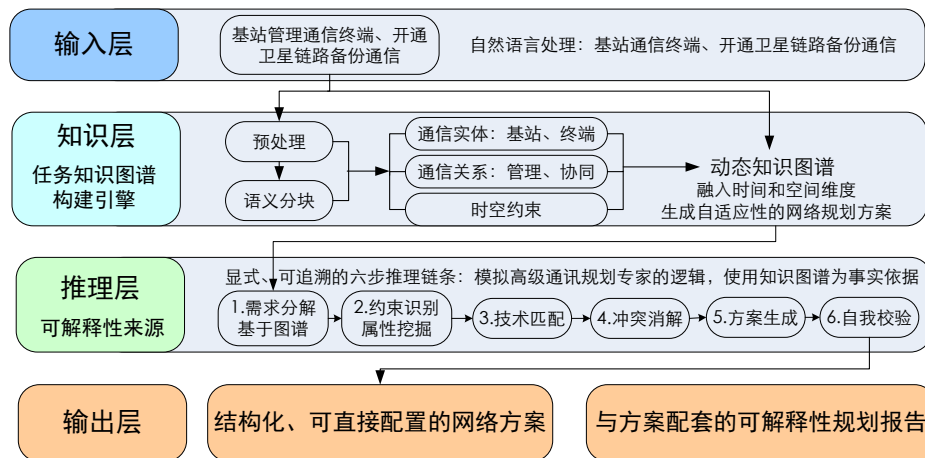 输入层
基站管理通信终端、开通
卫星链路备份通信
自然语言处理：基站通信终端、开通卫星链路备份通信
知识层
任务知识图谱
构建引擎
预处理
语义分块
通信实体：基站、终端
通信关系：管理、协同
时空约束
动态知识图谱
融入时间和空间维度
生成自适应性的网络规划方案
推理层
可解释性来源
显式、可追溯的六步推理链条：模拟高级通讯规划专家的逻辑，使用知识图谱为事实依据
1.需求分解
基于图谱
2.约束识别
属性挖掘
3.技术匹配
4.冲突消解
5.方案生成
6.自我校验
输出层
结构化、可直接配置的网络方案
与方案配套的可解释性规划报告